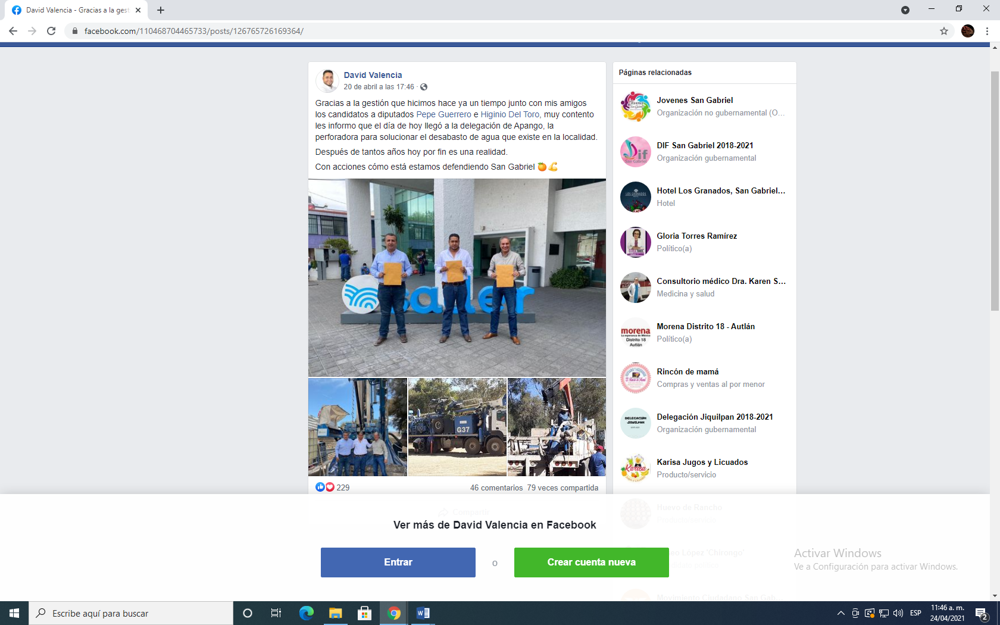 David Valencia - Gracias a la gest
facebook.com/110468704465733/posts/126765726169364/
David Valencia
20 de abril a las 17:46 ·
Gracias a la gestión que hicimos hace ya un tiempo junto con mis amigos
los candidatos a diputados Pepe Guerrero e Higinio Del Toro, muy contento
les informo que el día de hoy llegó a la delegación de Apango, la
perforadora para solucionar el desabasto de agua que existe en la localidad.
Después de tantos años hoy por fin es una realidad.
Con acciones cómo está estamos defendiendo San Gabriel 🍊💪
G37
229
46 comentarios 79 veces compartida
Compartir
Páginas relacionadas
Jovenes San Gabriel
Organización no gubernamental (O...
DIF San Gabriel 2018-2021
Organización gubernamental
Hotel Los Granados, San Gabriel...
Hotel
Gloria Torres Ramírez
Político(a)
Consultorio médico Dra. Karen S...
Medicina y salud
morena
La esperanza de México
Distrito 18
Autlán
Morena Distrito 18 - Autlán
Político(a)
Rincón de mamá
Compras y ventas al por menor
DELEGACIÓN
JIQUILPAN
Delegación Jiquilpan 2018-2021
Organización gubernamental
Karisa
Karisa Jugos y Licuados
Producto/servicio
Huevo de Rancho
Producto/servicio
López 'Chirongo'
Movimiento Ciudadano San Gab...
Ver más de David Valencia en Facebook
Entrar
o
Crear cuenta nueva
Activar Windows
Ve a Configuración para activar Windows.
Escribe aquí para buscar
ESP
11:46 a. m.
24/04/2021
2